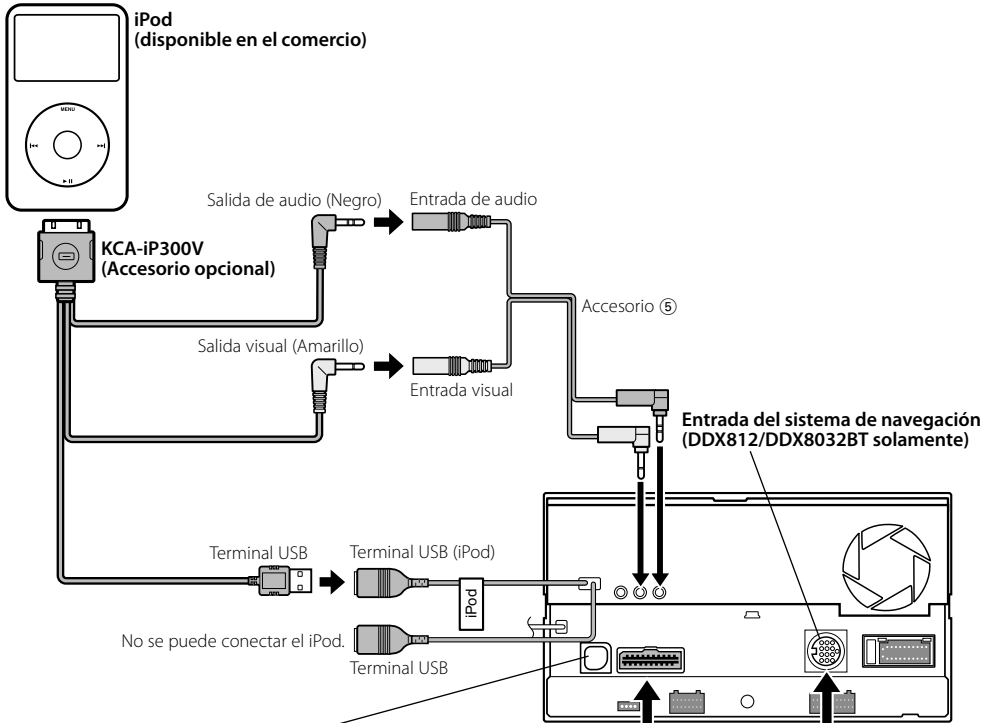 iPod
(disponible en el comercio)
MENU
Salida de audio (Negro)
Entrada de audio
KCA-iP300V
(Accesorio opcional)
Accesorio ⑤
Salida visual (Amarillo)
Entrada visual
Entrada del sistema de navegación
(DDX812/DDX8032BT solamente)
Terminal USB
Terminal USB (iPod)
iPod
No se puede conectar el iPod.
Terminal USB